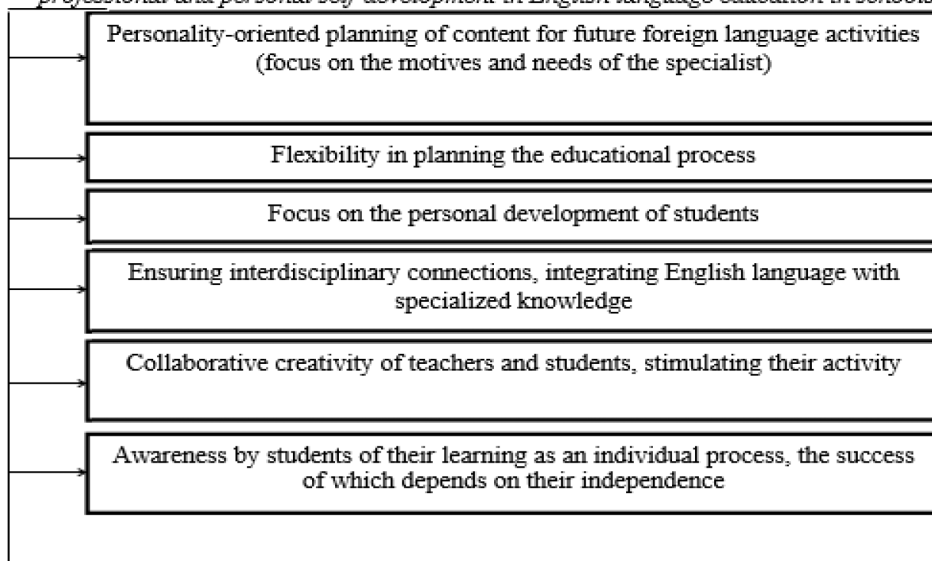 professional and personal self-development in English language education in schools
Personality-oriented planning of content for future foreign language activities
(focus on the motives and needs of the specialist)
Flexibility in planning the educational process
Focus on the personal development of students
Ensuring interdisciplinary connections, integrating English language with
specialized knowledge
Collaborative creativity of teachers and students, stimulating their activity
Awareness by students of their learning as an individual process, the success
of which depends on their independence